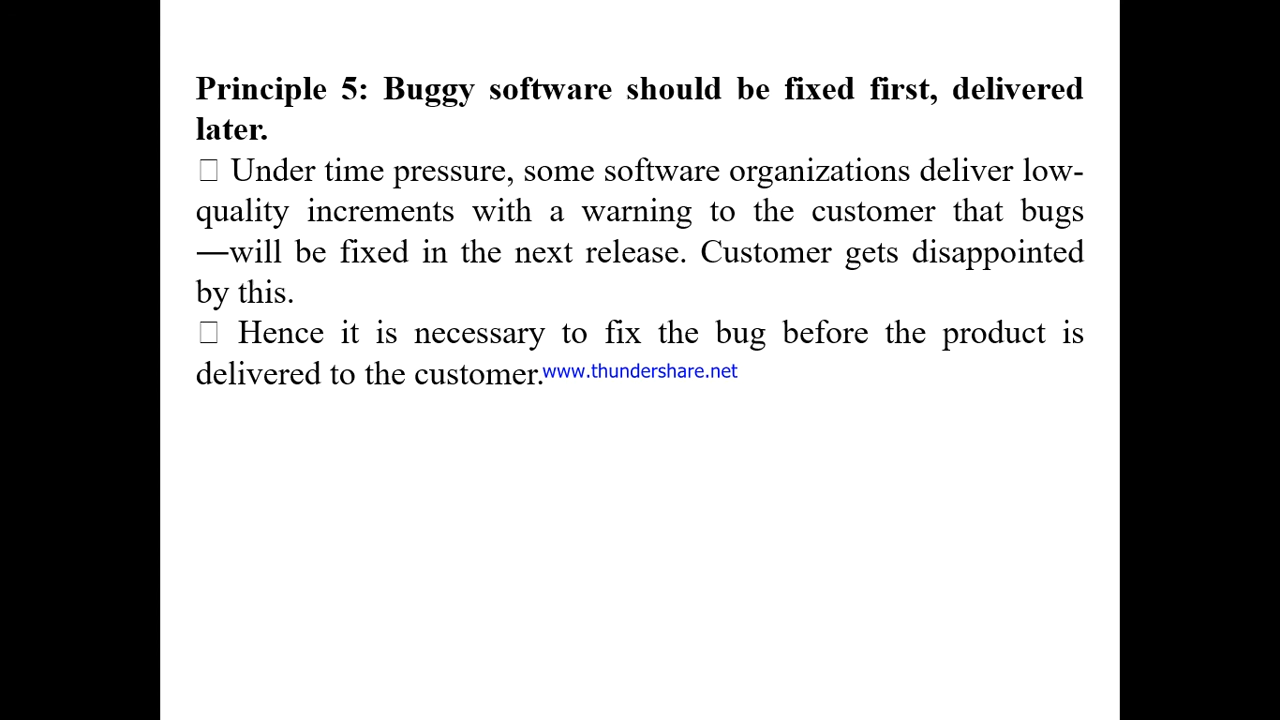 Principle 5: Buggy software should be fixed first, delivered
later.
□ Under time pressure, some software organizations deliver low-
quality increments with a warning to the customer that bugs
―will be fixed in the next release. Customer gets disappointed
by this.
□ Hence it is necessary to fix the bug before the product is
delivered to the customer.www.thundershare.net